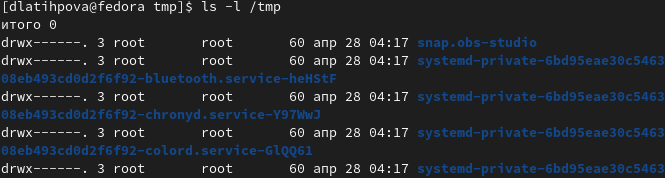 [dlatihpova@fedora tmp]$ ls -l /tmp
итого 0
drwx------. 3 root       root       60 апр 28 04:17 snap.obs-studio
drwx------. 3 root       root       60 апр 28 04:17 systemd-private-6bd95eae30c5463
08eb493cd0d2f6f92-bluetooth.service-heHStF
drwx------. 3 root       root       60 апр 28 04:17 systemd-private-6bd95eae30c5463
08eb493cd0d2f6f92-chronyd.service-Y97WwJ
drwx------. 3 root       root       60 апр 28 04:17 systemd-private-6bd95eae30c5463
08eb493cd0d2f6f92-colord.service-GlQQ61
drwx------. 3 root       root       60 апр 28 04:17 systemd-private-6bd95eae30c5463